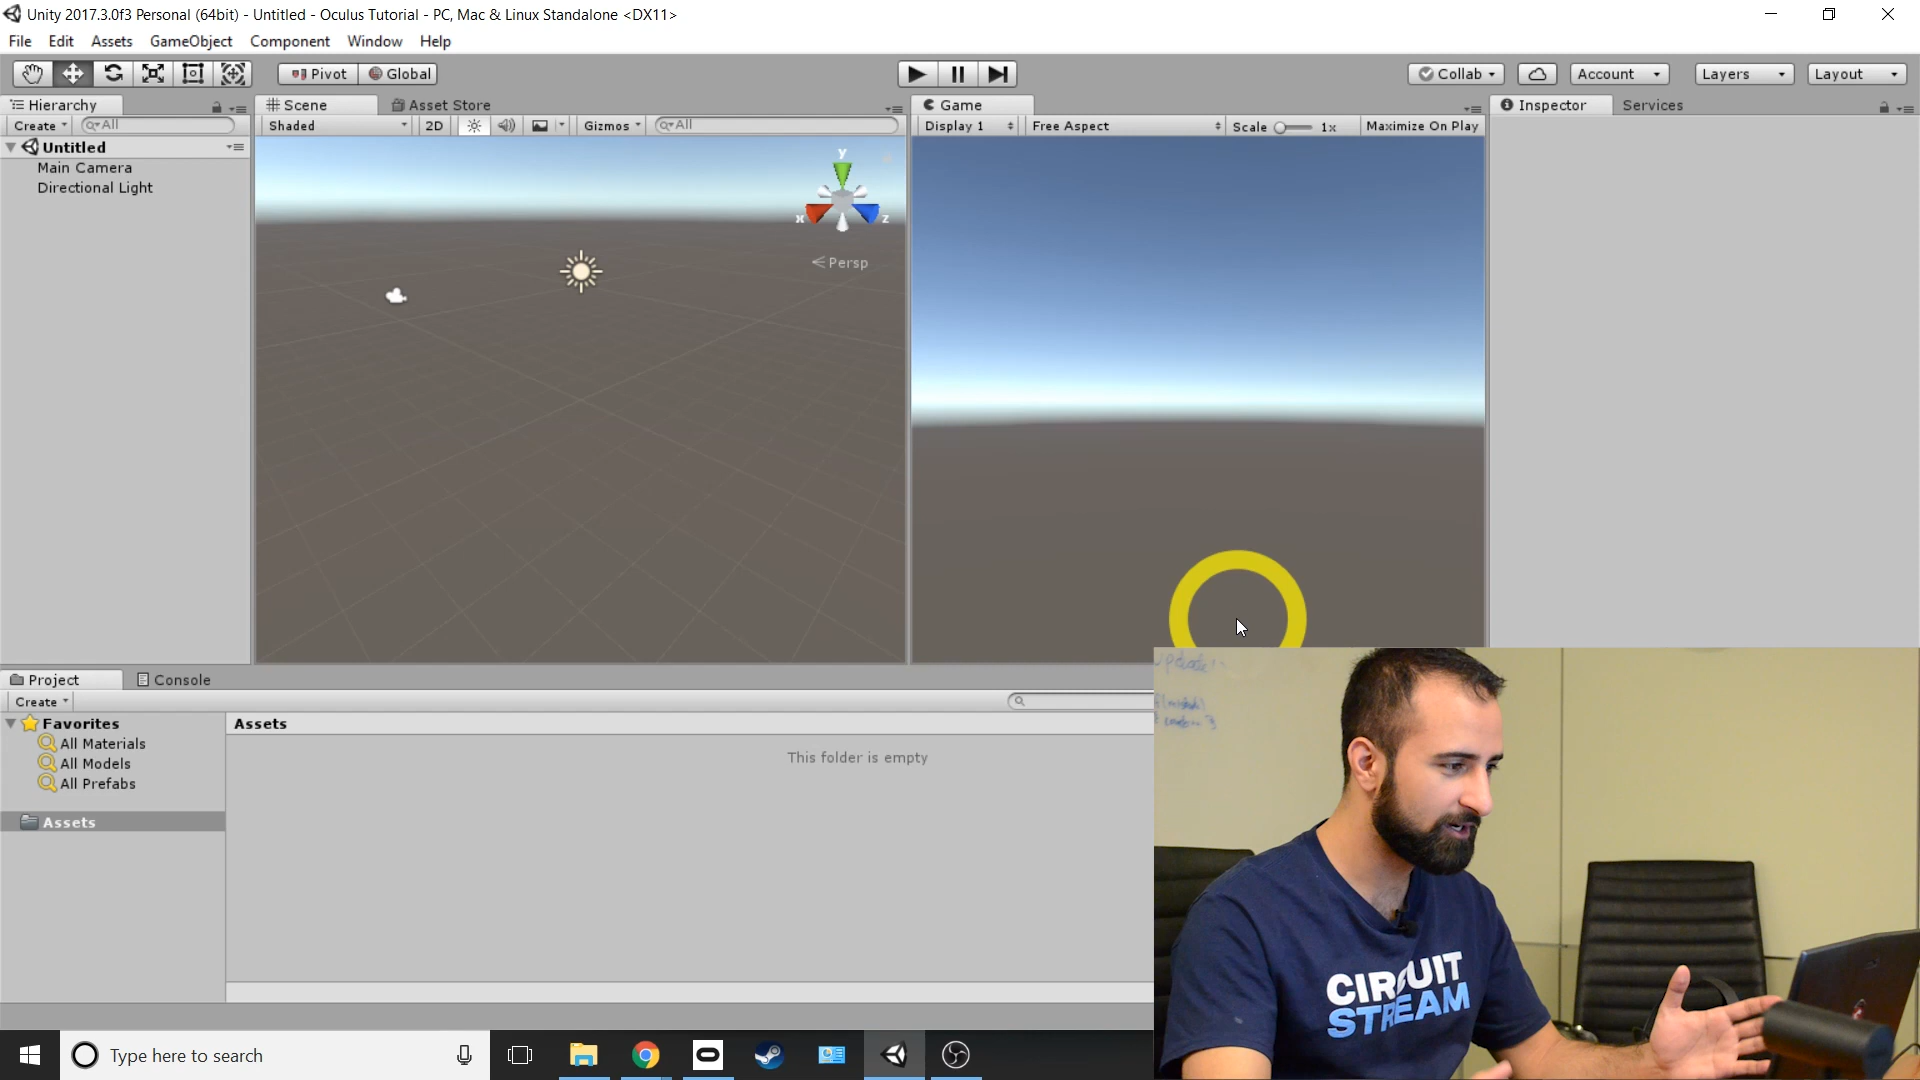 Unity 2017.3.0f3 Personal (64bit) - Untitled - Oculus Tutorial - PC, Mac & Linux Standalone <DX11>
File Edit Assets GameObject Component Window Help
Pivot Global Collab Account Layers Layout
Hierarchy Scene Asset Store Game Inspector Services
Create All Shaded 2D Gizmos All Display 1 Free Aspect Scale 1x Maximize On Play
Untitled
Main Camera
Directional Light
y
x z
Persp
Project Console
Create
Favorites Assets
All Materials
This folder is empty
All Models
All Prefabs
Assets
CIRCUIT
STREAM
Type here to search